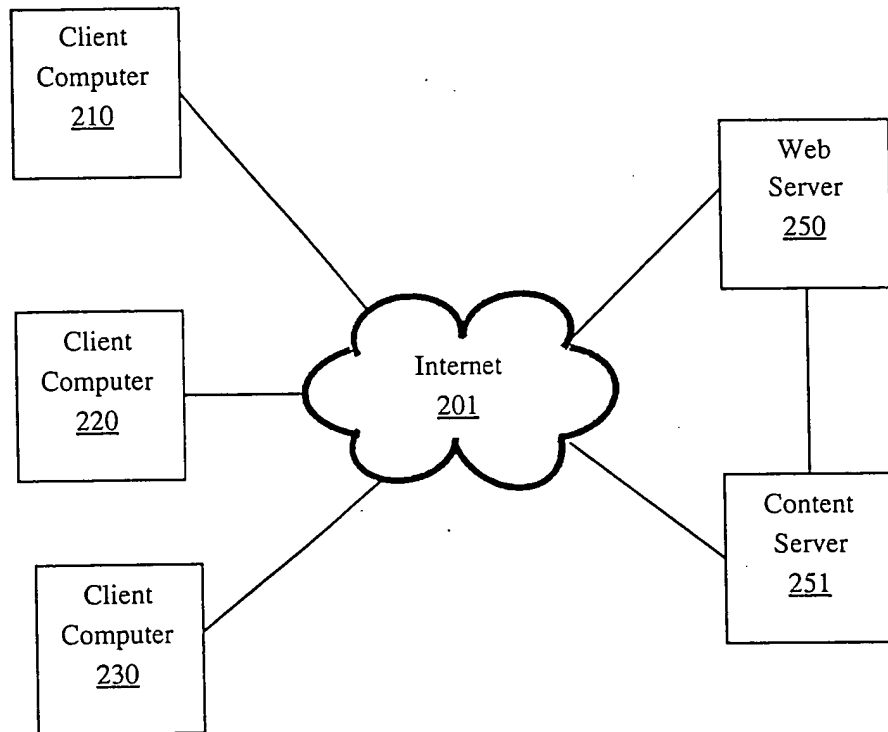 Client
Computer
210
Web
Server
250
Client
Computer
220
Internet
201
Content
Server
251
Client
Computer
230